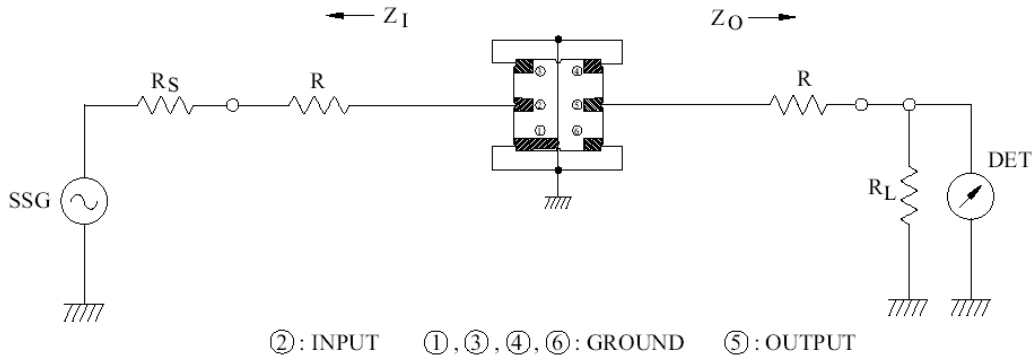 Z_I Z_O
R_S R R
③ ④
② ⑤
① ⑥
SSG R_L DET
② : INPUT ① , ③ , ④ , ⑥ : GROUND ⑤ : OUTPUT